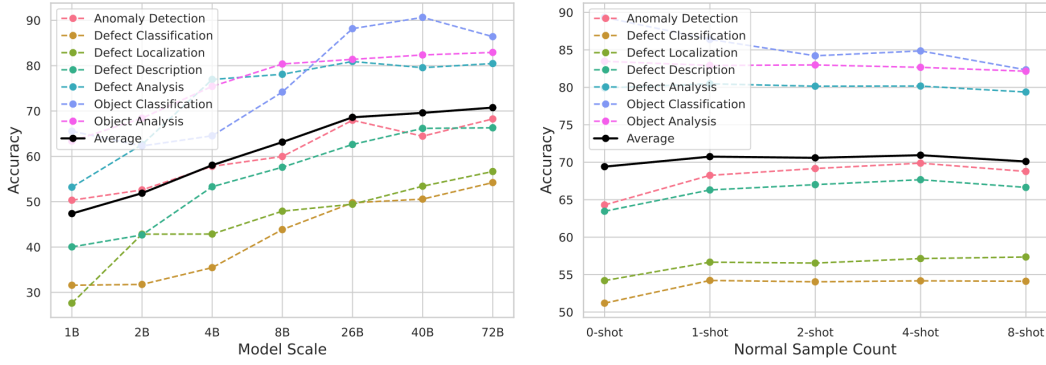 90
80
70
60
50
40
30
Accuracy
Anomaly Detection
Defect Classification
Defect Localization
Defect Description
Defect Analysis
Object Classification
Object Analysis
Average
1B
2B
4B
8B
26B
40B
72B
Model Scale
90
85
80
75
70
65
60
55
50
Accuracy
Anomaly Detection
Defect Classification
Defect Localization
Defect Description
Defect Analysis
Object Classification
Object Analysis
Average
0-shot
1-shot
2-shot
4-shot
8-shot
Normal Sample Count